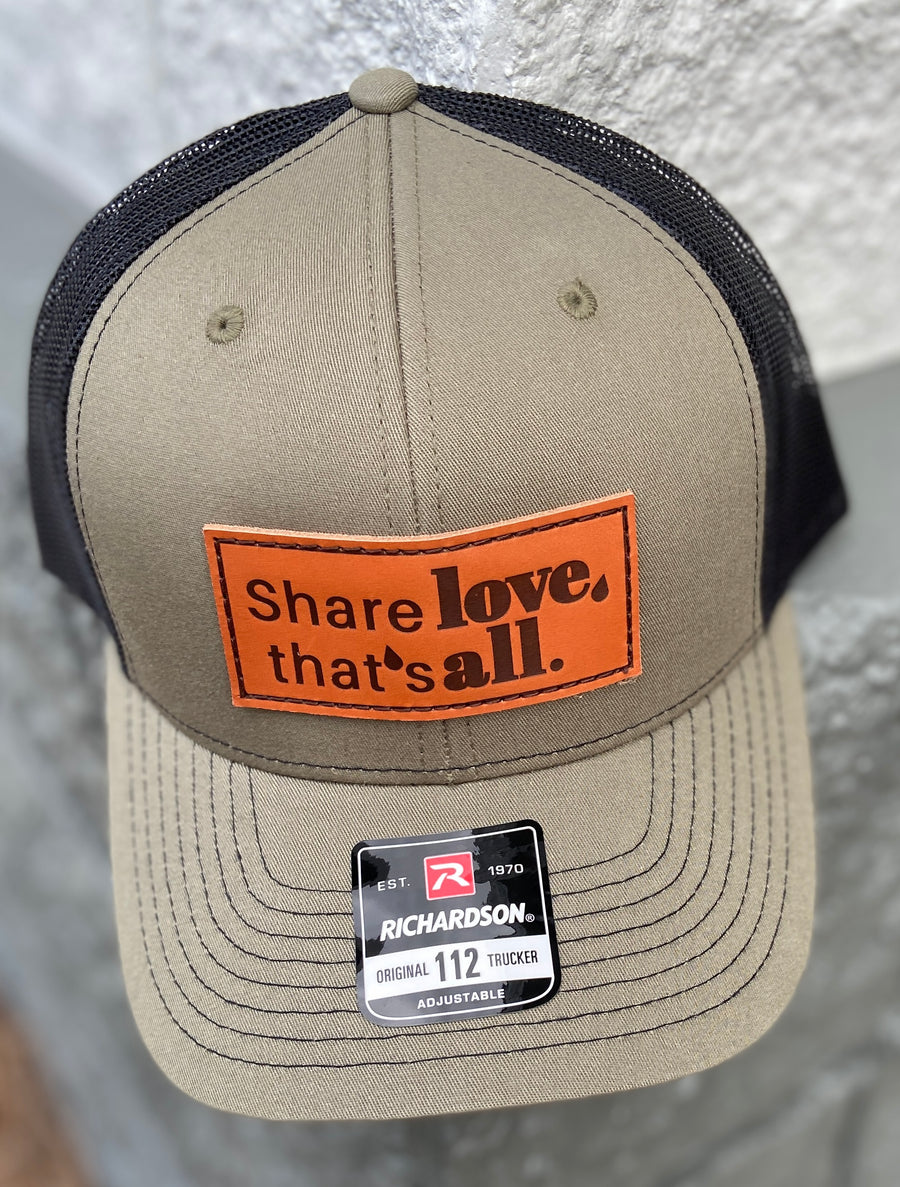 Share love,
that's all.
EST. R 1970
RICHARDSON®
ORIGINAL 112 TRUCKER
ADJUSTABLE